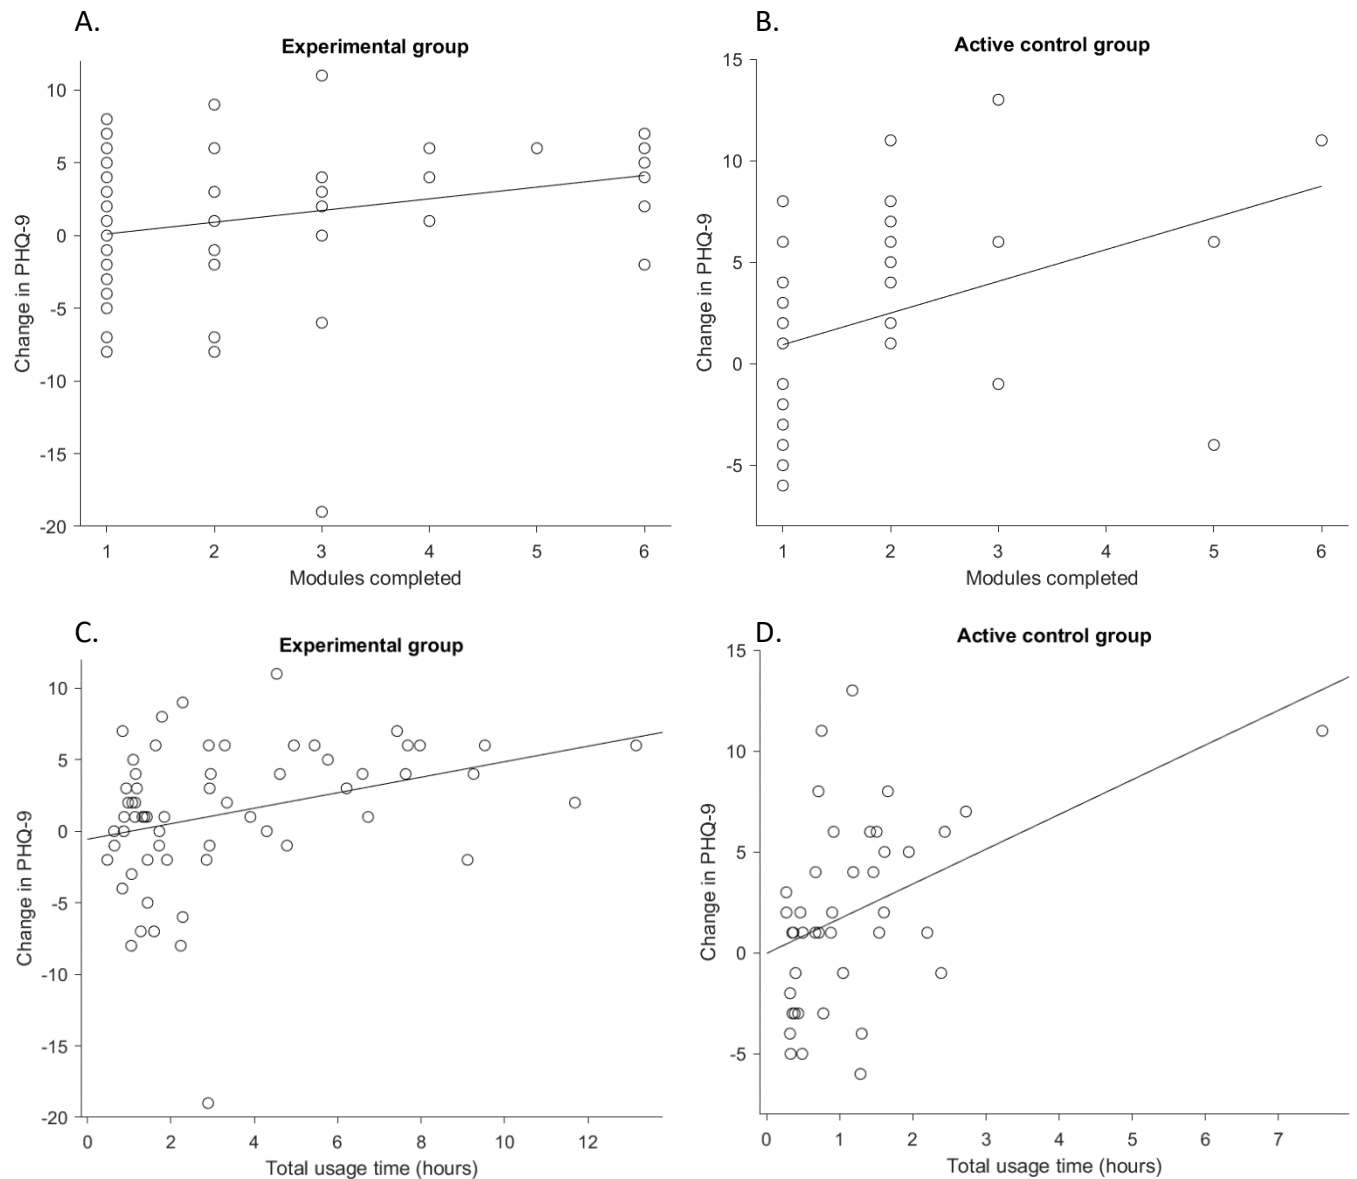 A.
Experimental group
10
5
0
-5
-10
-15
-20
Change in PHQ-9
1 2 3 4 5 6
Modules completed
B.
Active control group
15
10
5
0
-5
Change in PHQ-9
1 2 3 4 5 6
Modules completed
C.
Experimental group
10
5
0
-5
-10
-15
-20
Change in PHQ-9
0 2 4 6 8 10 12
Total usage time (hours)
D.
Active control group
15
10
5
0
-5
Change in PHQ-9
0 1 2 3 4 5 6 7
Total usage time (hours)